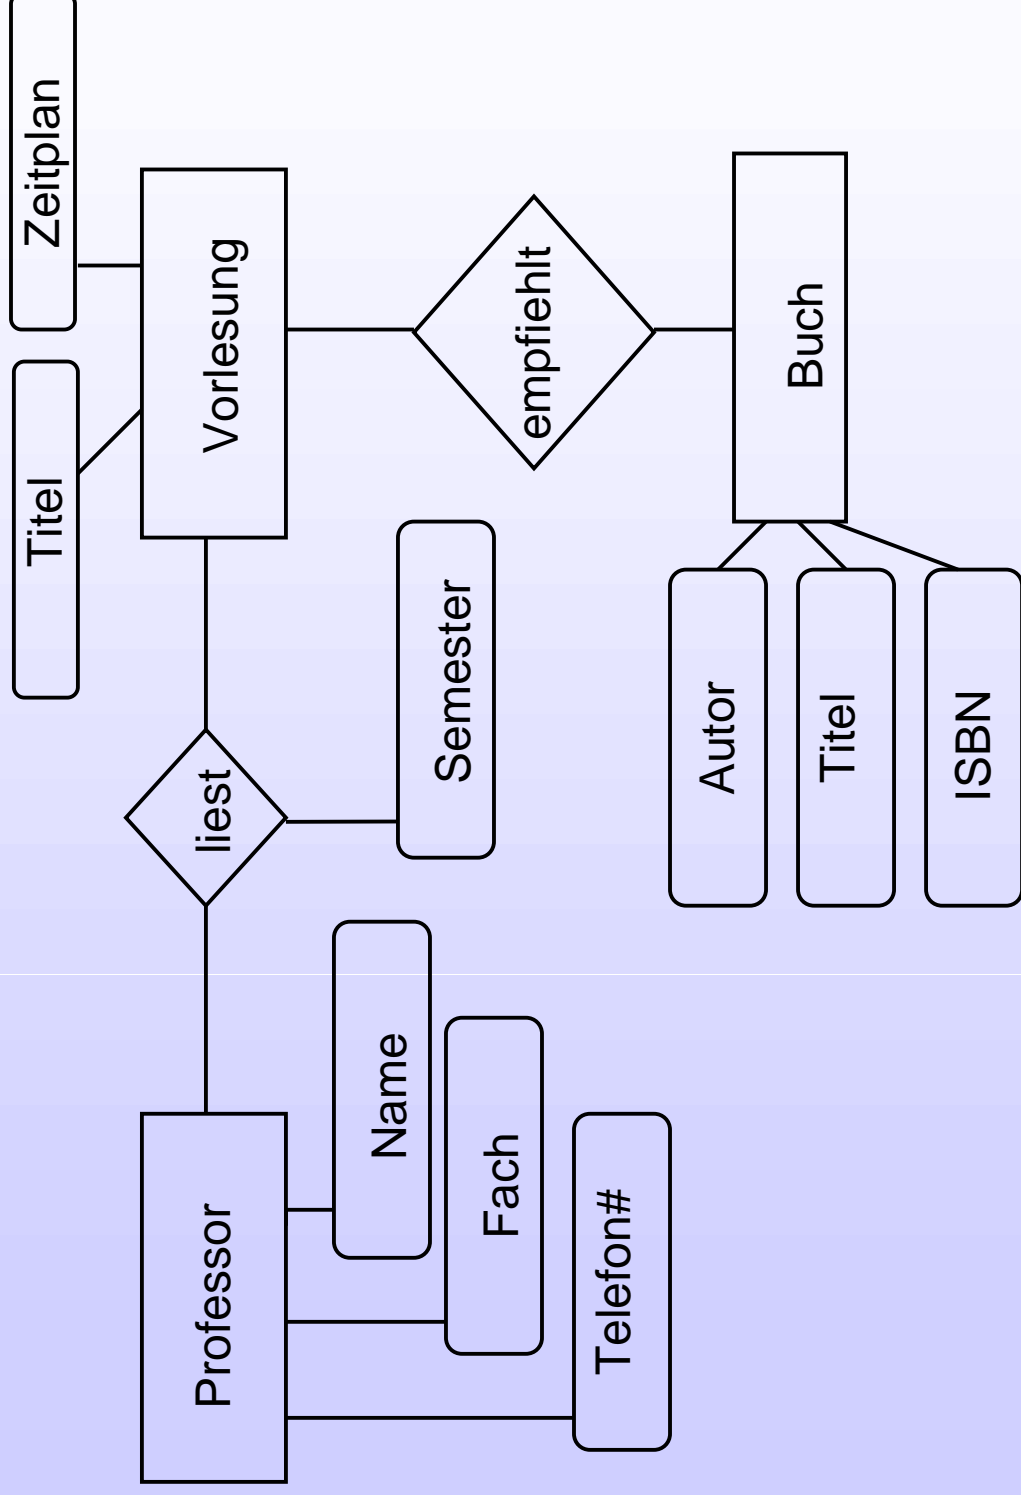 Titel
Zeitplan
Professor
liest
Vorlesung
Name
Semester
empfiehlt
Fach
Telefon#
Autor
Buch
Titel
ISBN